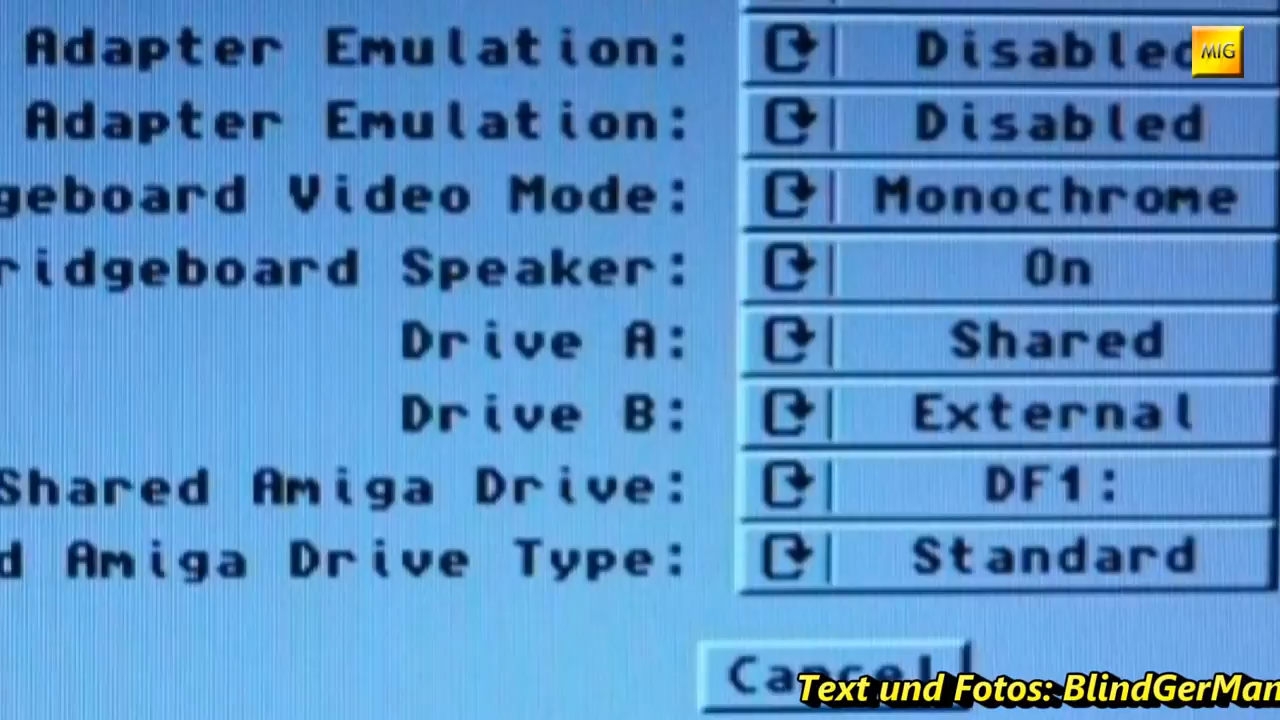 Adapter Emulation: Disabled
MIG
Adapter Emulation: Disabled
geboard Video Mode: Monochrome
ridgeboard Speaker: On
Drive A: Shared
Drive B: External
Shared Amiga Drive: DF1:
d Amiga Drive Type: Standard
Cancel
Text und Fotos: BlindGerMan